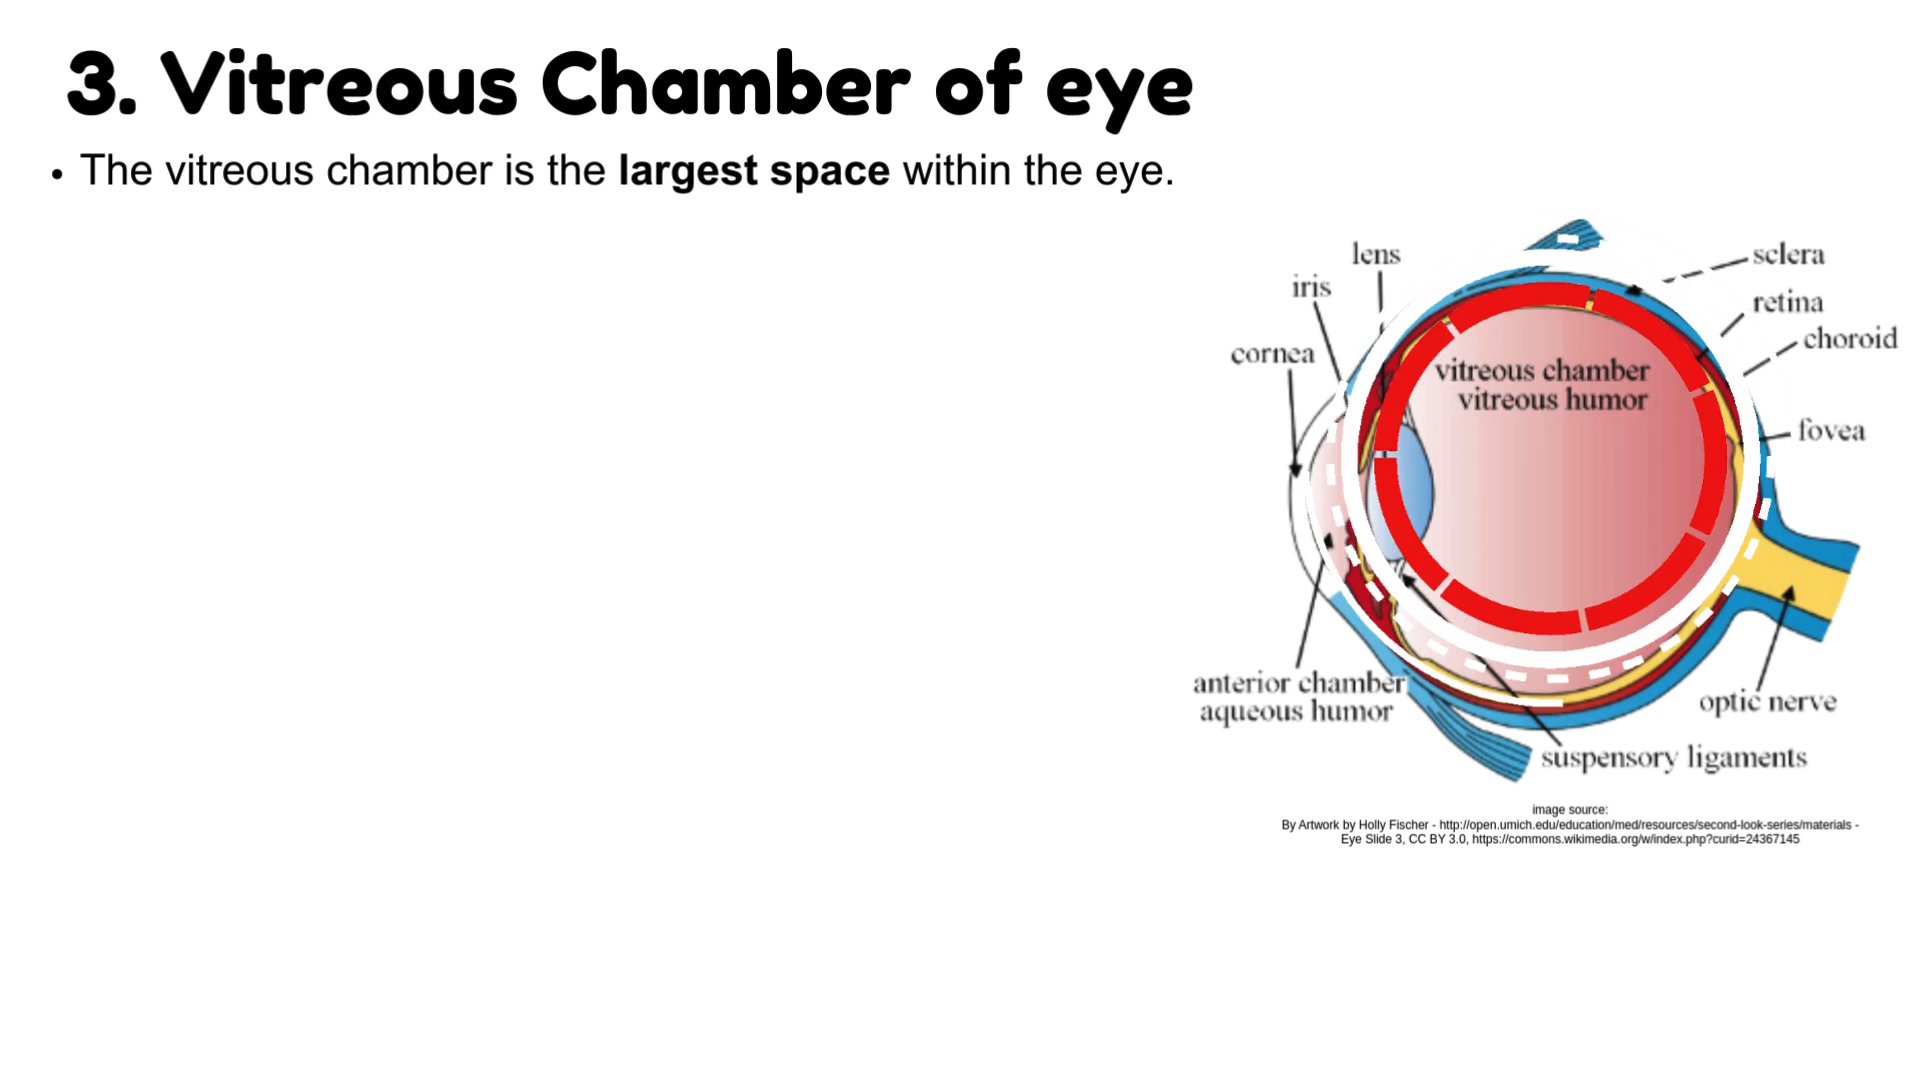 3. Vitreous Chamber of eye
• The vitreous chamber is the largest space within the eye.
lens
sclera
iris
retina
choroid
cornea
vitreous chamber
vitreous humor
fovea
anterior chamber
aqueous humor
optic nerve
suspensory ligaments
image source:
By Artwork by Holly Fischer - http://open.umich.edu/education/med/resources/second-look-series/materials -
Eye Slide 3, CC BY 3.0, https://commons.wikimedia.org/w/index.php?curid=24367145